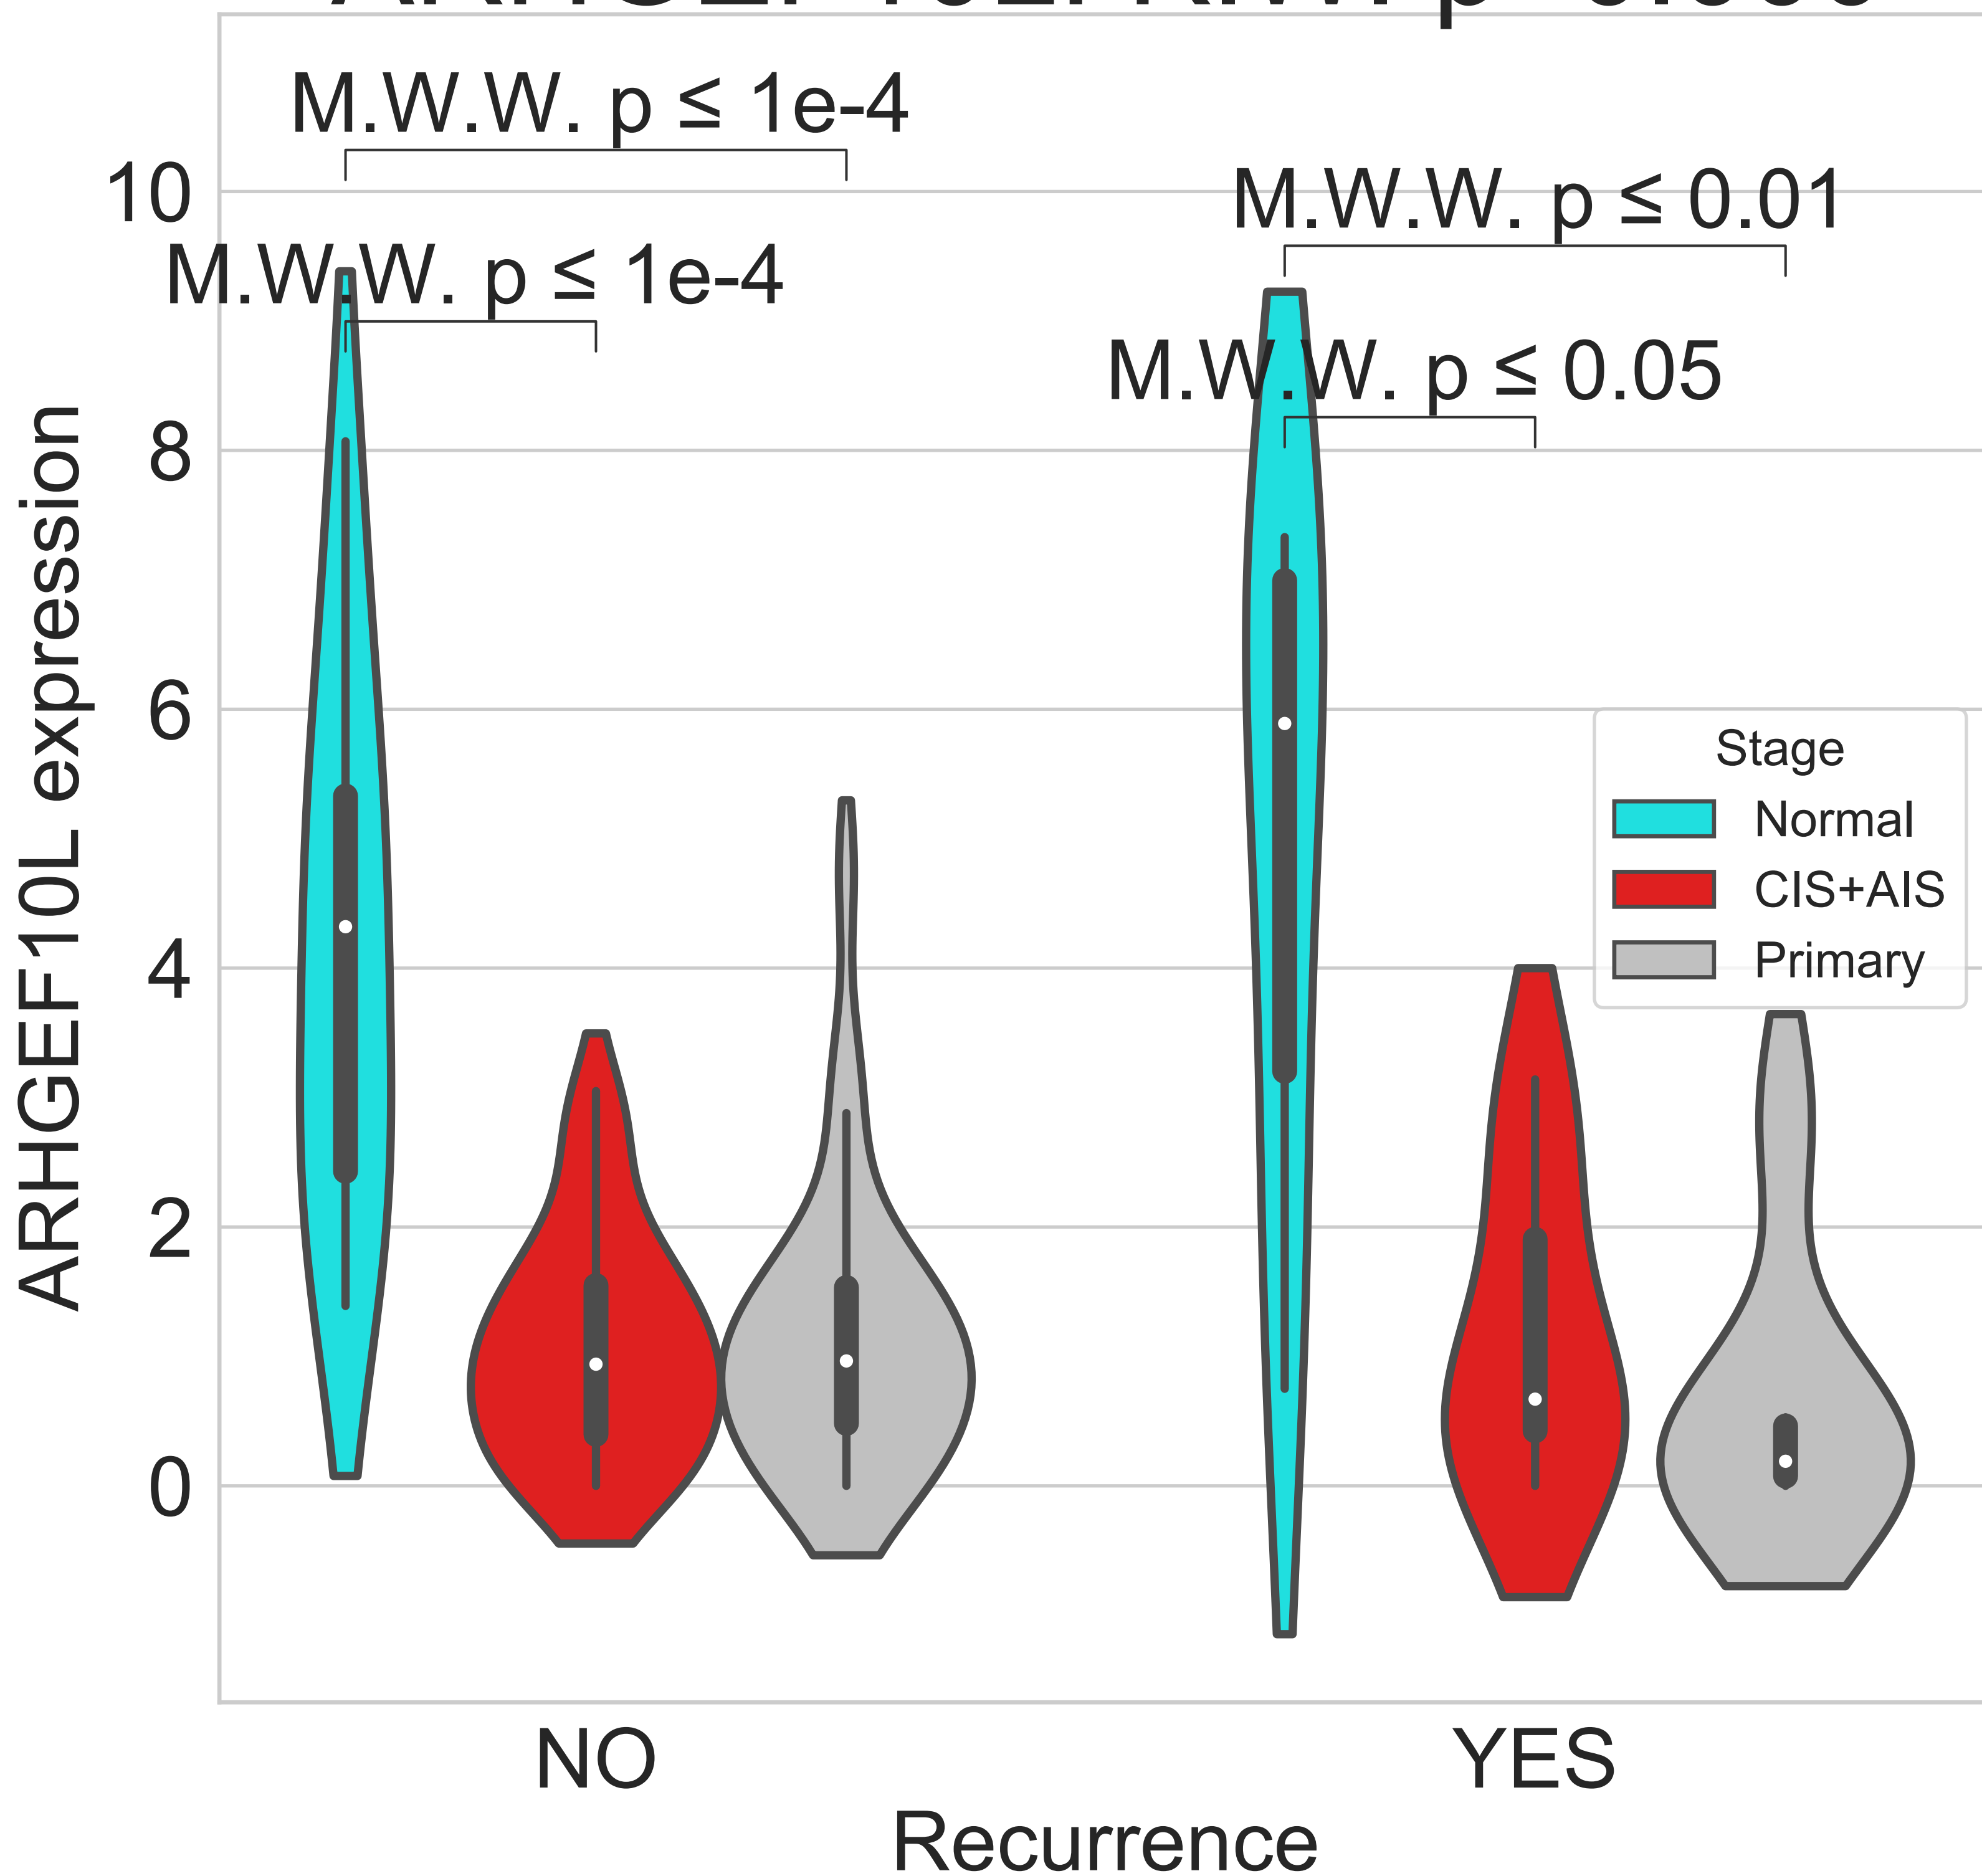 M.W.W. p ≤ 1e-4
M.W.W. p ≤ 0.01
M.W.W. p ≤ 1e-4
M.W.W. p ≤ 0.05
10
8
6
4
2
0
ARHGEF10L expression
Stage
Normal
CIS+AIS
Primary
NO
YES
Recurrence